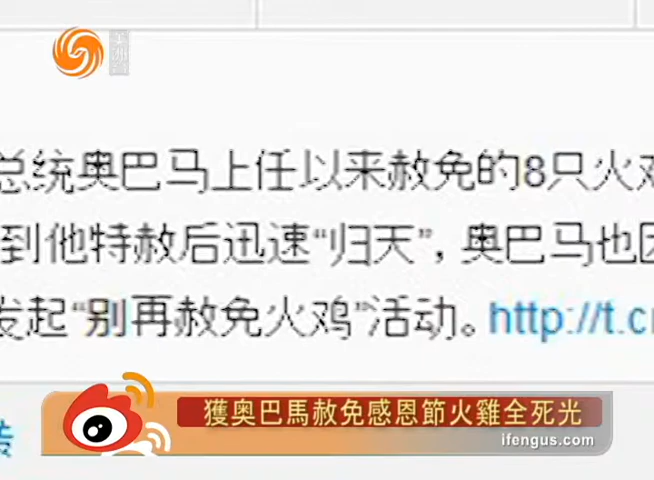 总统奥巴马上任以来赦免的8只火鸡
到他特赦后迅速“归天”，奥巴马也因
发起“别再赦免火鸡”活动。http://t.c
獲奧巴馬赦免感恩節火雞全死光
ifengus.com